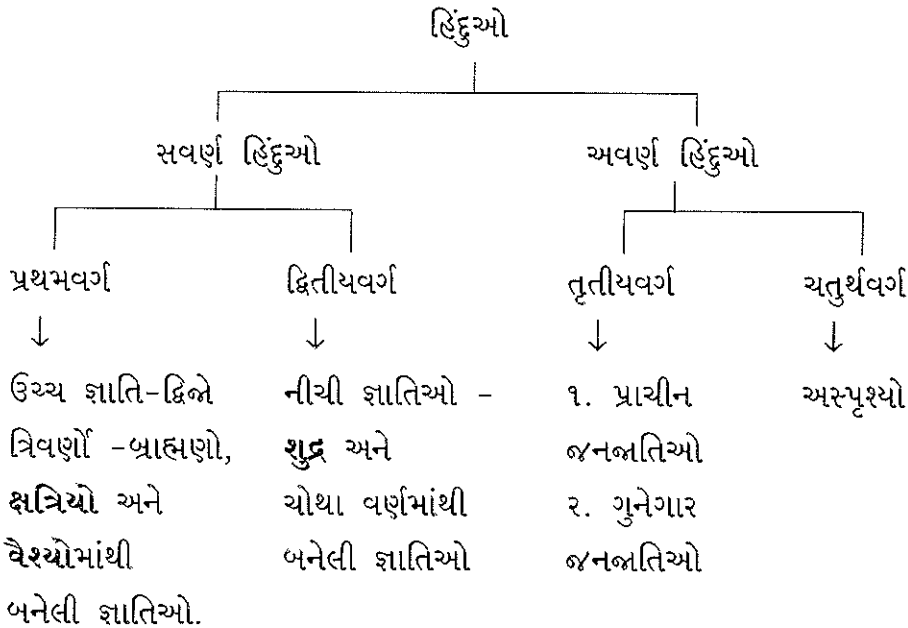 હિંદુઓ
સવર્ણ હિંદુઓ
અવર્ણ હિંદુઓ
પ્રથમવર્ગ
↓
ઉચ્ચ જ્ઞાતિ-દ્વિજો
ત્રિવર્ણો -બ્રાહ્મણો,
ક્ષત્રિયો અને
વૈશ્યોમાંથી
બનેલી જ્ઞાતિઓ.
દ્વિતીયવર્ગ
↓
નીચી જ્ઞાતિઓ -
શુદ્ર અને
ચોથા વર્ણમાંથી
બનેલી જ્ઞાતિઓ
તૃતીયવર્ગ
↓
૧. પ્રાચીન
જનજાતિઓ
૨. ગુનેગાર
જનજાતિઓ
ચતુર્થવર્ગ
↓
અસ્પૃશ્યો